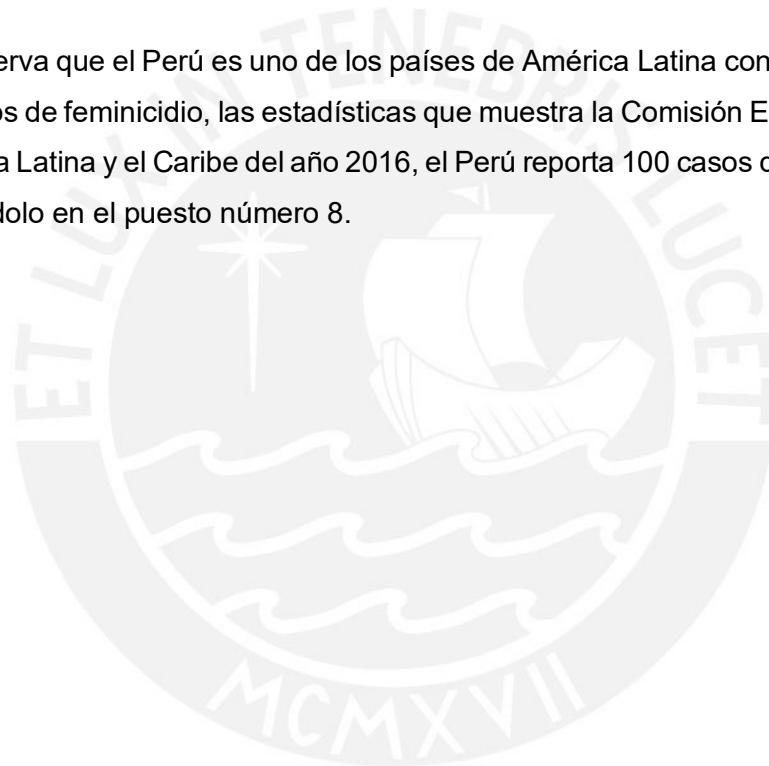 erva que el Perú es uno de los países de América Latina con
os de feminicidio, las estadísticas que muestra la Comisión E
a Latina y el Caribe del año 2016, el Perú reporta 100 casos
dolo en el puesto número 8.
ET LUX IN TENEBRIS LUCET
MCMXVII